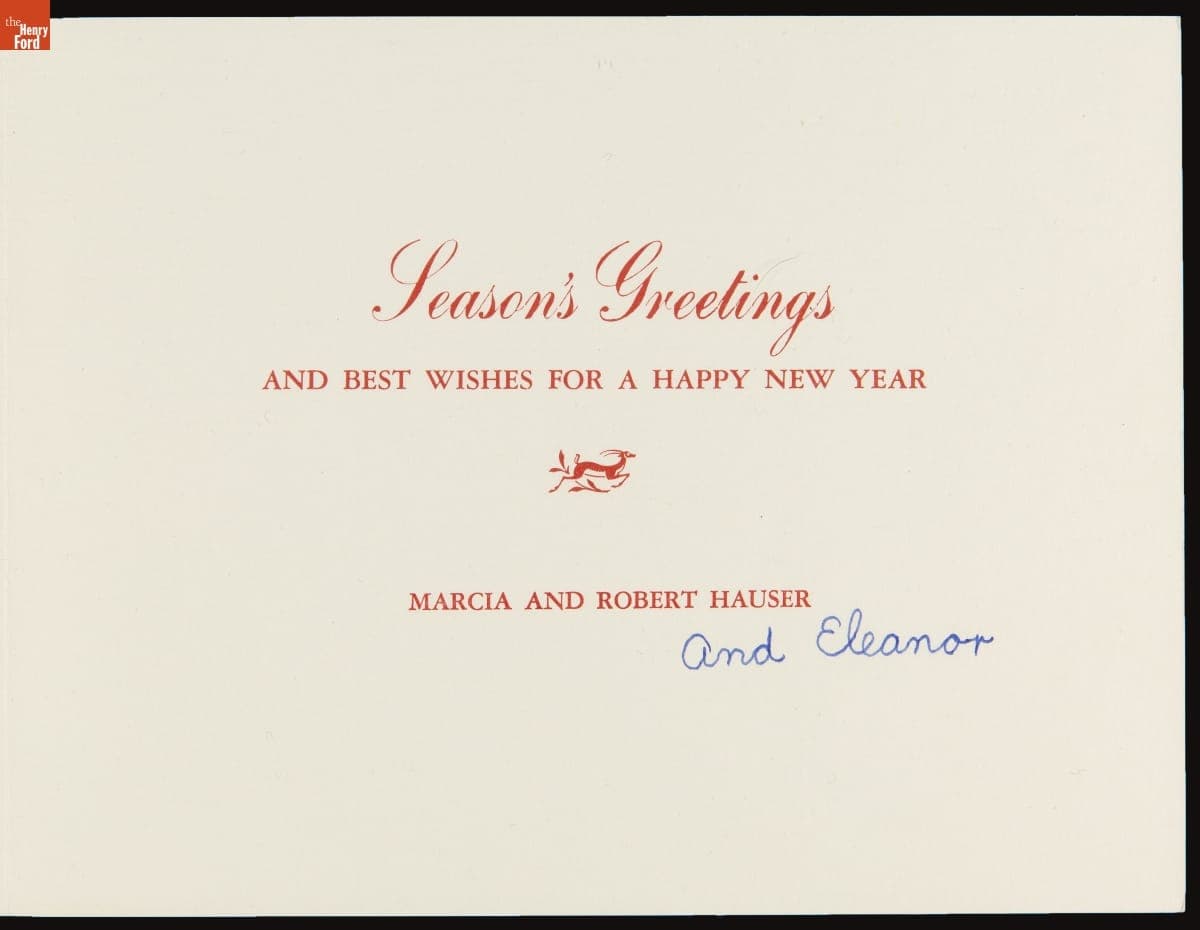 the
Henry
Ford
Season's Greetings
AND BEST WISHES FOR A HAPPY NEW YEAR
MARCIA AND ROBERT HAUSER
and Eleanor